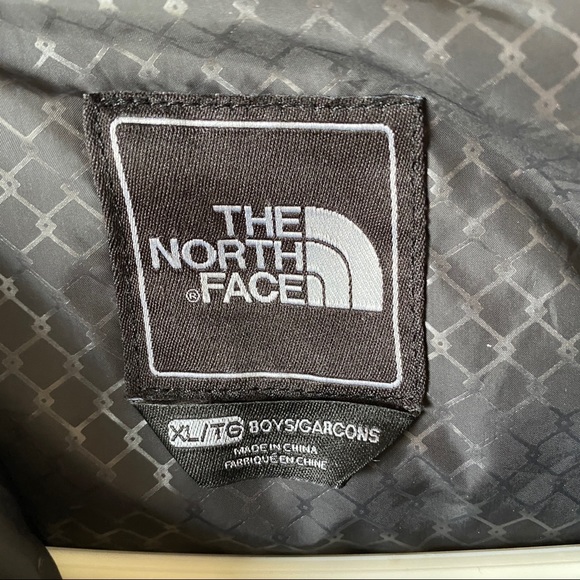 THE
NORTH
®FACE
XL/TG BOYS/GARCONS
MADE IN CHINA
FABRIQUÉ EN CHINE